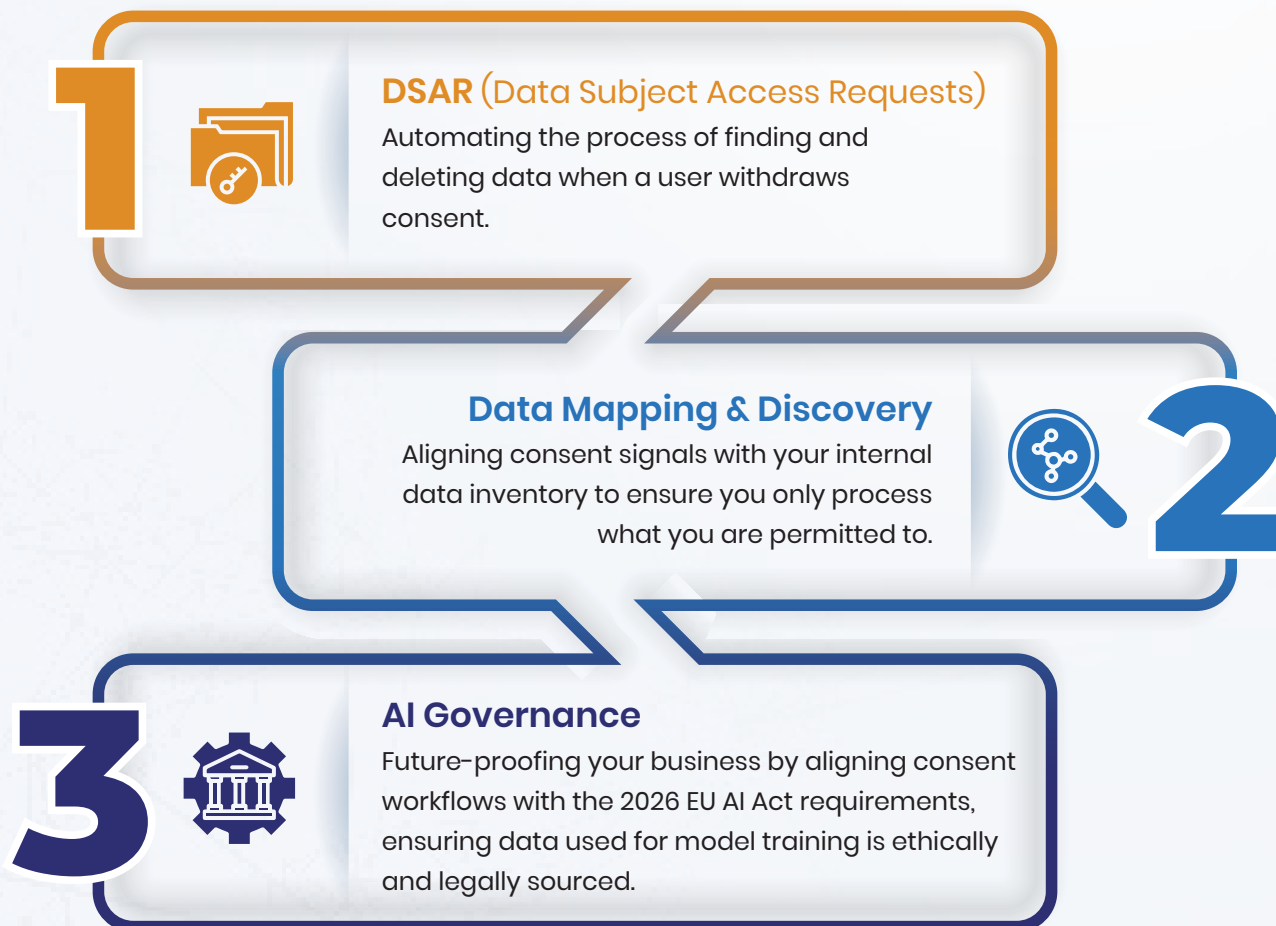 1
DSAR (Data Subject Access Requests)
Automating the process of finding and
deleting data when a user withdraws
consent.
Data Mapping & Discovery
Aligning consent signals with your internal
data inventory to ensure you only process
what you are permitted to.
2
3
AI Governance
Future-proofing your business by aligning consent
workflows with the 2026 EU AI Act requirements,
ensuring data used for model training is ethically
and legally sourced.